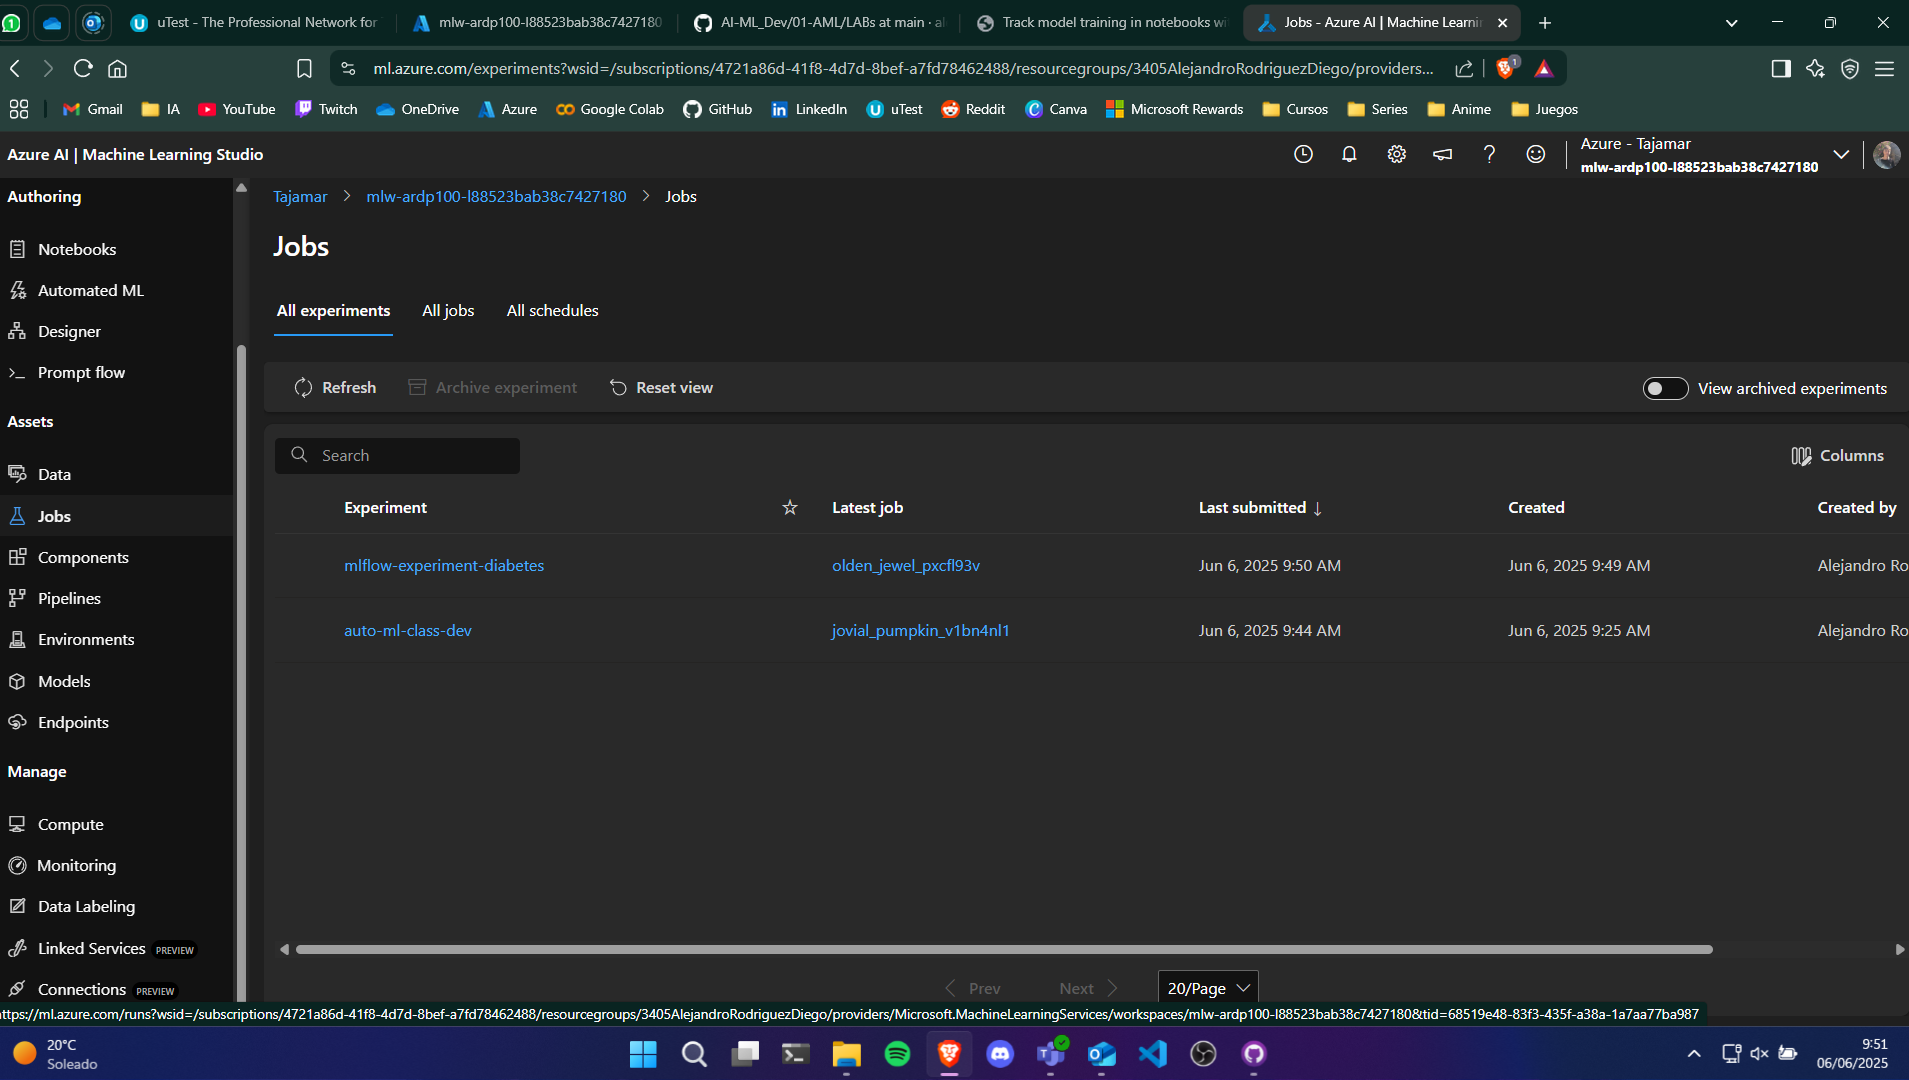 uTest - The Professional Network for
mlw-ardp100-l88523bab38c7427180
AI-ML_Dev/01-AML/LABs at main · al
Track model training in notebooks wi
Jobs - Azure AI | Machine Learnin
ml.azure.com/experiments?wsid=/subscriptions/4721a86d-41f8-4d7d-8bef-a7fd78462488/resourcegroups/3405AlejandroRodriguezDiego/providers...
1
Gmail
IA
YouTube
Twitch
OneDrive
Azure
Google Colab
GitHub
LinkedIn
uTest
Reddit
Canva
Microsoft Rewards
Cursos
Series
Anime
Juegos
Azure AI | Machine Learning Studio
Azure - Tajamar
mlw-ardp100-l88523bab38c7427180
Authoring
Notebooks
Automated ML
Designer
Prompt flow
Assets
Data
Jobs
Components
Pipelines
Environments
Models
Endpoints
Manage
Compute
Monitoring
Data Labeling
Linked Services PREVIEW
Connections PREVIEW
Tajamar > mlw-ardp100-l88523bab38c7427180 > Jobs
Jobs
All experiments
All jobs
All schedules
Refresh
Archive experiment
Reset view
View archived experiments
Search
Columns
Experiment Latest job Last submitted ↓ Created Created by
mlflow-experiment-diabetes olden_jewel_pxcfl93v Jun 6, 2025 9:50 AM Jun 6, 2025 9:49 AM Alejandro Ro
auto-ml-class-dev jovial_pumpkin_v1bn4nl1 Jun 6, 2025 9:44 AM Jun 6, 2025 9:25 AM Alejandro Ro
Prev
Next
20/Page
ttps://ml.azure.com/runs?wsid=/subscriptions/4721a86d-41f8-4d7d-8bef-a7fd78462488/resourcegroups/3405AlejandroRodriguezDiego/providers/Microsoft.MachineLearningServices/workspaces/mlw-ardp100-l88523bab38c7427180&tid=68519e48-83f3-435f-a38a-1a7aa77ba987
20°C
Soleado
9:51
06/06/2025